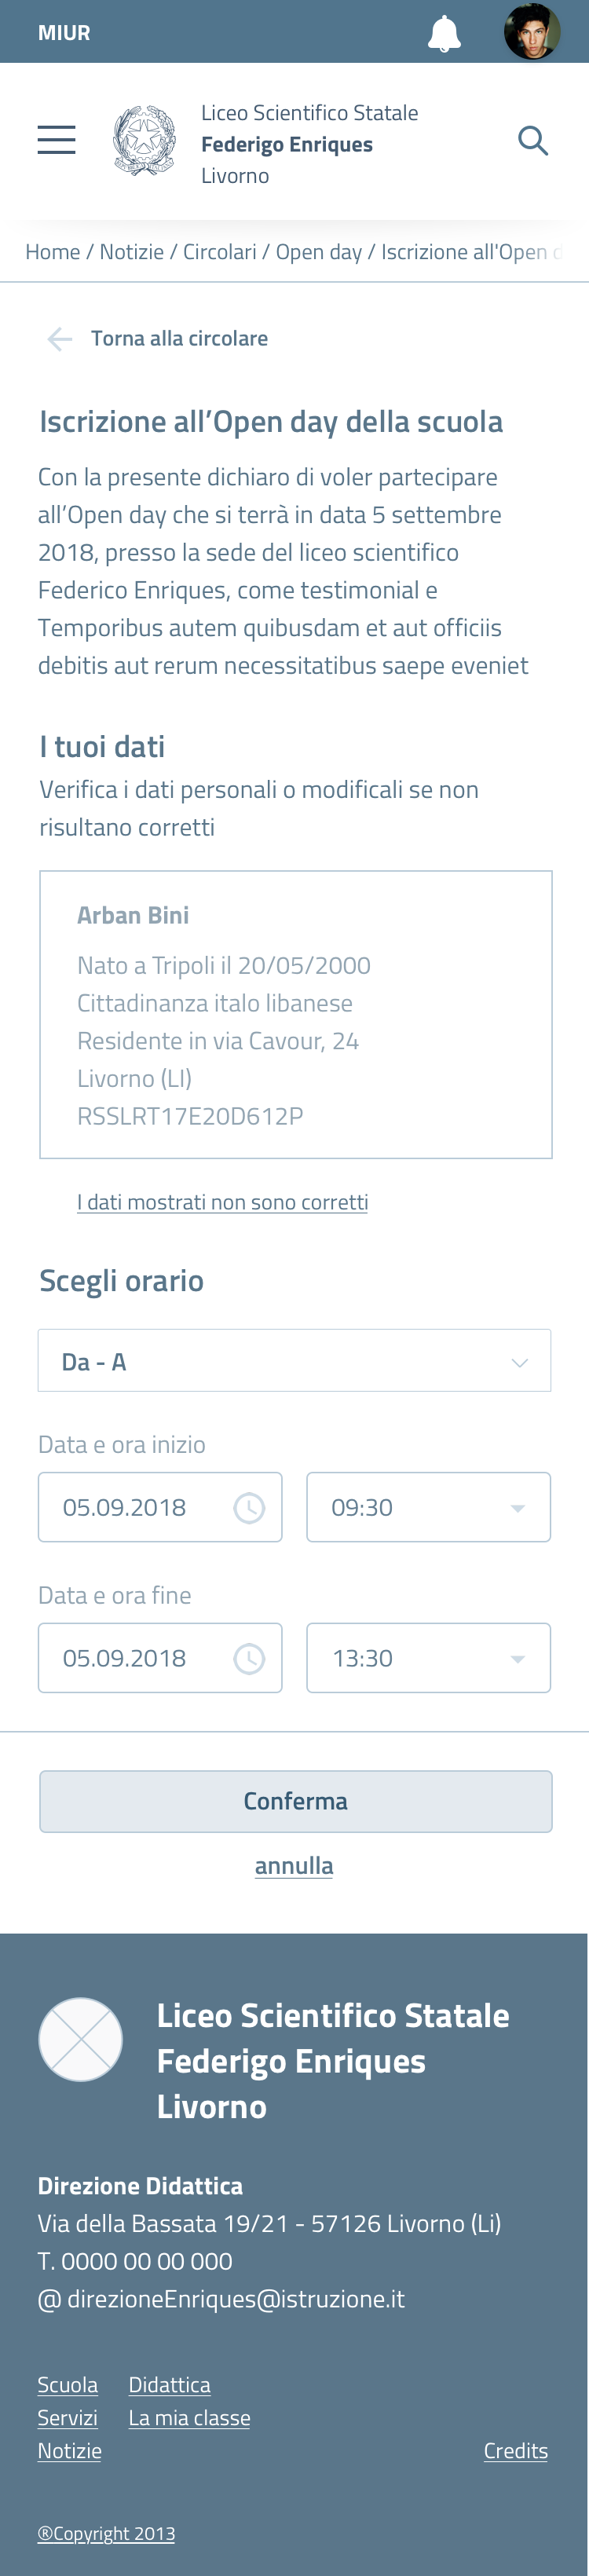 MIUR
Liceo Scientifico Statale
Federigo Enriques
Livorno
Home / Notizie / Circolari / Open day / Iscrizione all'Open d
Torna alla circolare
Iscrizione all’Open day della scuola
Con la presente dichiaro di voler partecipare
all’Open day che si terrà in data 5 settembre
2018, presso la sede del liceo scientifico
Federico Enriques, come testimonial e
Temporibus autem quibusdam et aut officiis
debitis aut rerum necessitatibus saepe eveniet
I tuoi dati
Verifica i dati personali o modificali se non
risultano corretti
Arban Bini
Nato a Tripoli il 20/05/2000
Cittadinanza italo libanese
Residente in via Cavour, 24
Livorno (LI)
RSSLRT17E20D612P
I dati mostrati non sono corretti
Scegli orario
Da - A
Data e ora inizio
05.09.2018 09:30
Data e ora fine
05.09.2018 13:30
Conferma
annulla
Liceo Scientifico Statale
Federigo Enriques
Livorno
Direzione Didattica
Via della Bassata 19/21 - 57126 Livorno (Li)
T. 0000 00 00 000
@ direzioneEnriques@istruzione.it
Scuola Didattica
Servizi La mia classe
Notizie Credits
®Copyright 2013